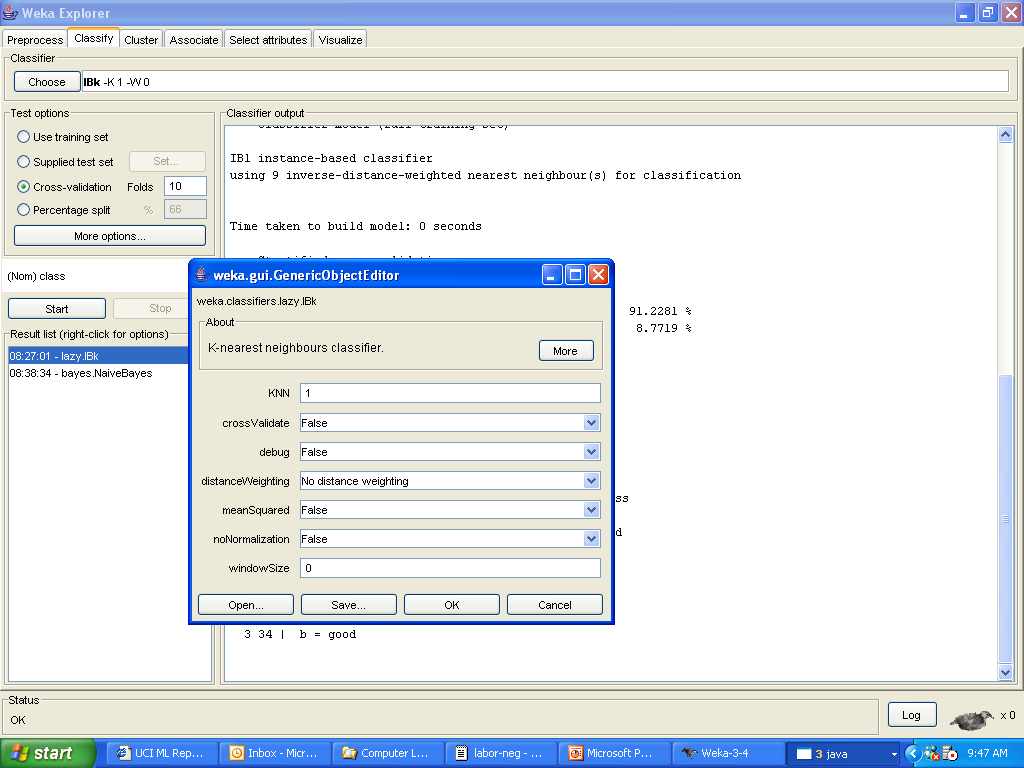 Weka Explorer
Preprocess Classify Cluster Associate Select attributes Visualize
Classifier
Choose IBk -K 1 -W 0
Test options
Use training set
Supplied test set Set...
Cross-validation Folds 10
Percentage split % 66
More options...
(Nom) class
Start Stop
Result list (right-click for options)
08:27:01 - lazy.IBk
08:38:34 - bayes.NaiveBayes
Classifier output
IB1 instance-based classifier
using 9 inverse-distance-weighted nearest neighbour(s) for classification
Time taken to build model: 0 seconds
91.2281 %
8.7719 %
ss
d
3 34 | b = good
weka.gui.GenericObjectEditor
weka.classifiers.lazy.IBk
About
K-nearest neighbours classifier.
More
KNN 1
crossValidate False
debug False
distanceWeighting No distance weighting
meanSquared False
noNormalization False
windowSize 0
Open... Save... OK Cancel
Status
OK
Log x 0
start UCI ML Rep... Inbox - Micr... Computer L... labor-neg - ... Microsoft P... Weka-3-4 3 java 9:47 AM